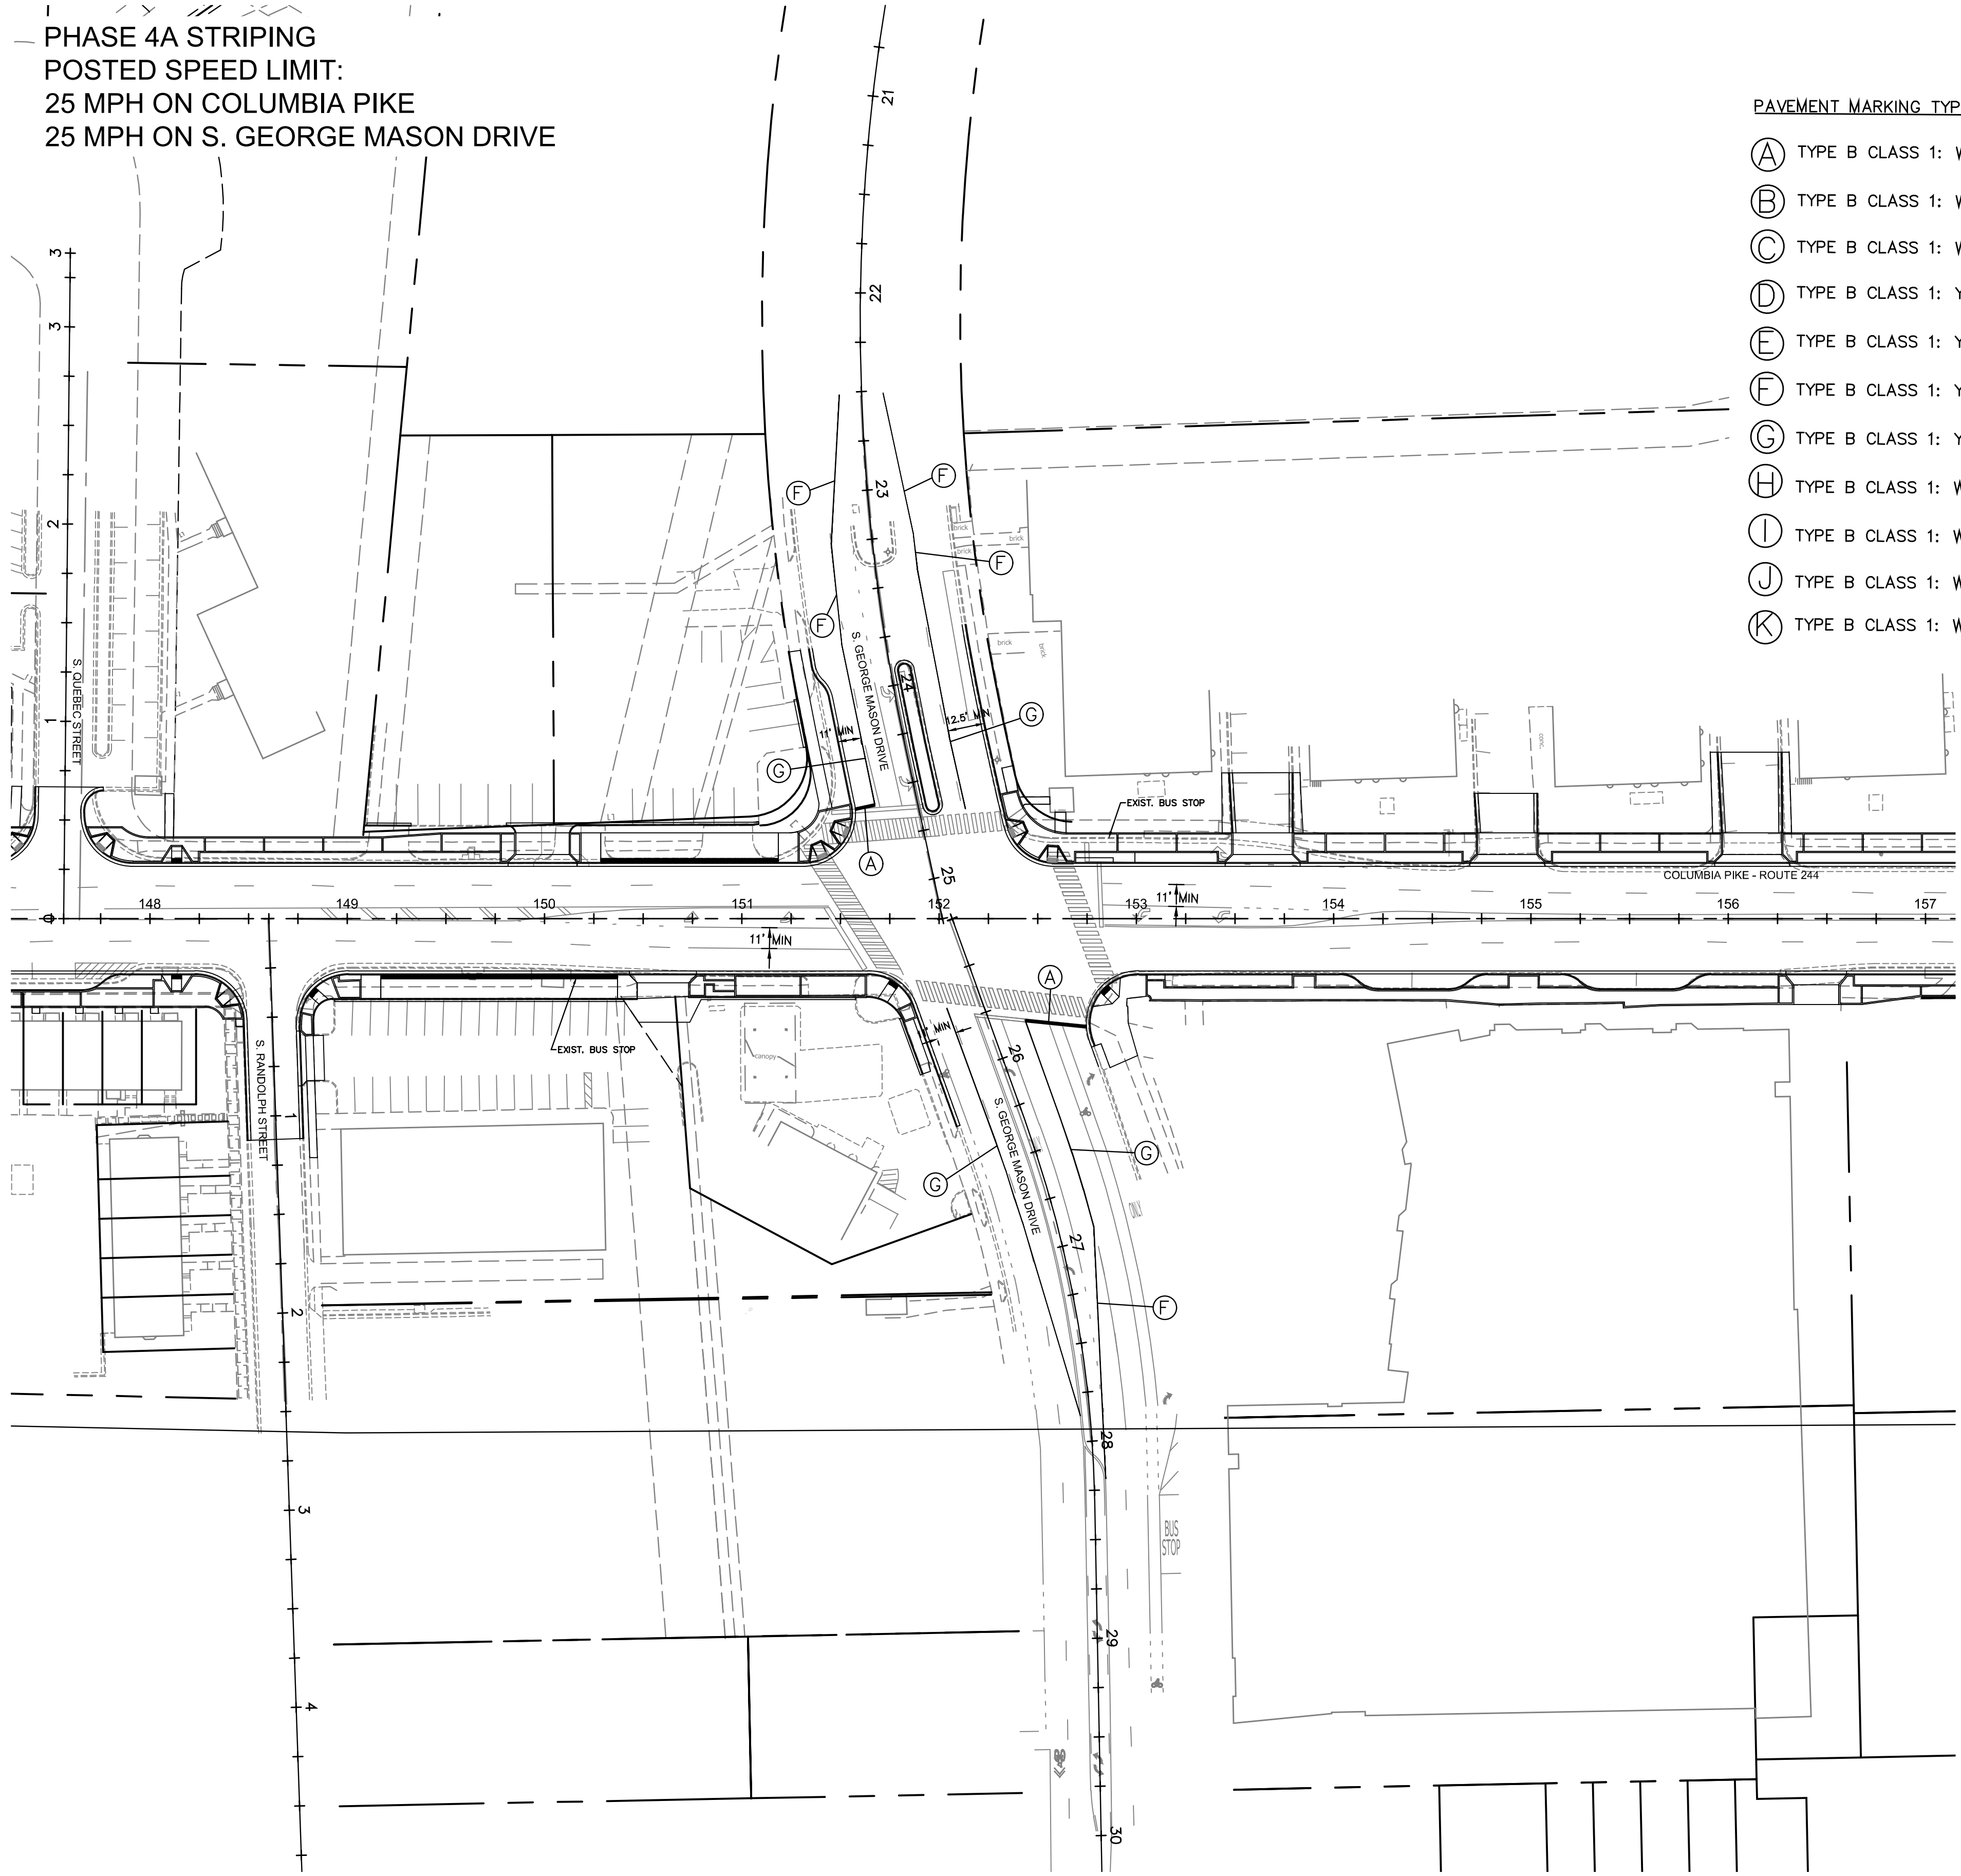 PHASE 4A STRIPING
POSTED SPEED LIMIT:
25 MPH ON COLUMBIA PIKE
25 MPH ON S. GEORGE MASON DRIVE
PAVEMENT MARKING TYP
A TYPE B CLASS 1: W
B TYPE B CLASS 1: W
C TYPE B CLASS 1: W
D TYPE B CLASS 1: Y
E TYPE B CLASS 1: Y
F TYPE B CLASS 1: Y
G TYPE B CLASS 1: Y
H TYPE B CLASS 1: W
I TYPE B CLASS 1: W
J TYPE B CLASS 1: W
K TYPE B CLASS 1: W
21
22
23
24
25
3
3
2
1
0
S. QUEBEC STREET
F
F
F
F
brick
brick
brick
brick
brick
S. GEORGE MASON DRIVE
11' MIN
12.5' MIN
G
G
conc.
EXIST. BUS STOP
A
COLUMBIA PIKE - ROUTE 244
11' MIN
148
149
150
151
152
153
154
155
156
157
11' MIN
A
MIN
EXIST. BUS STOP
canopy
S. RANDOLPH STREET
1
2
3
4
26
S. GEORGE MASON DRIVE
G
G
ONLY
27
F
28
BUS
STOP
29
30